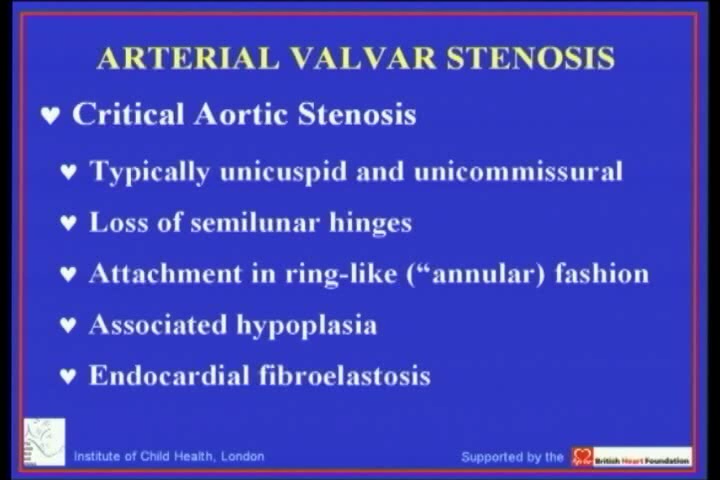 ARTERIAL VALVAR STENOSIS
♥ Critical Aortic Stenosis
♥ Typically unicuspid and unicommissural
♥ Loss of semilunar hinges
♥ Attachment in ring-like (“annular) fashion
♥ Associated hypoplasia
♥ Endocardial fibroelastosis
Institute of Child Health, London
Supported by the
British Heart Foundation